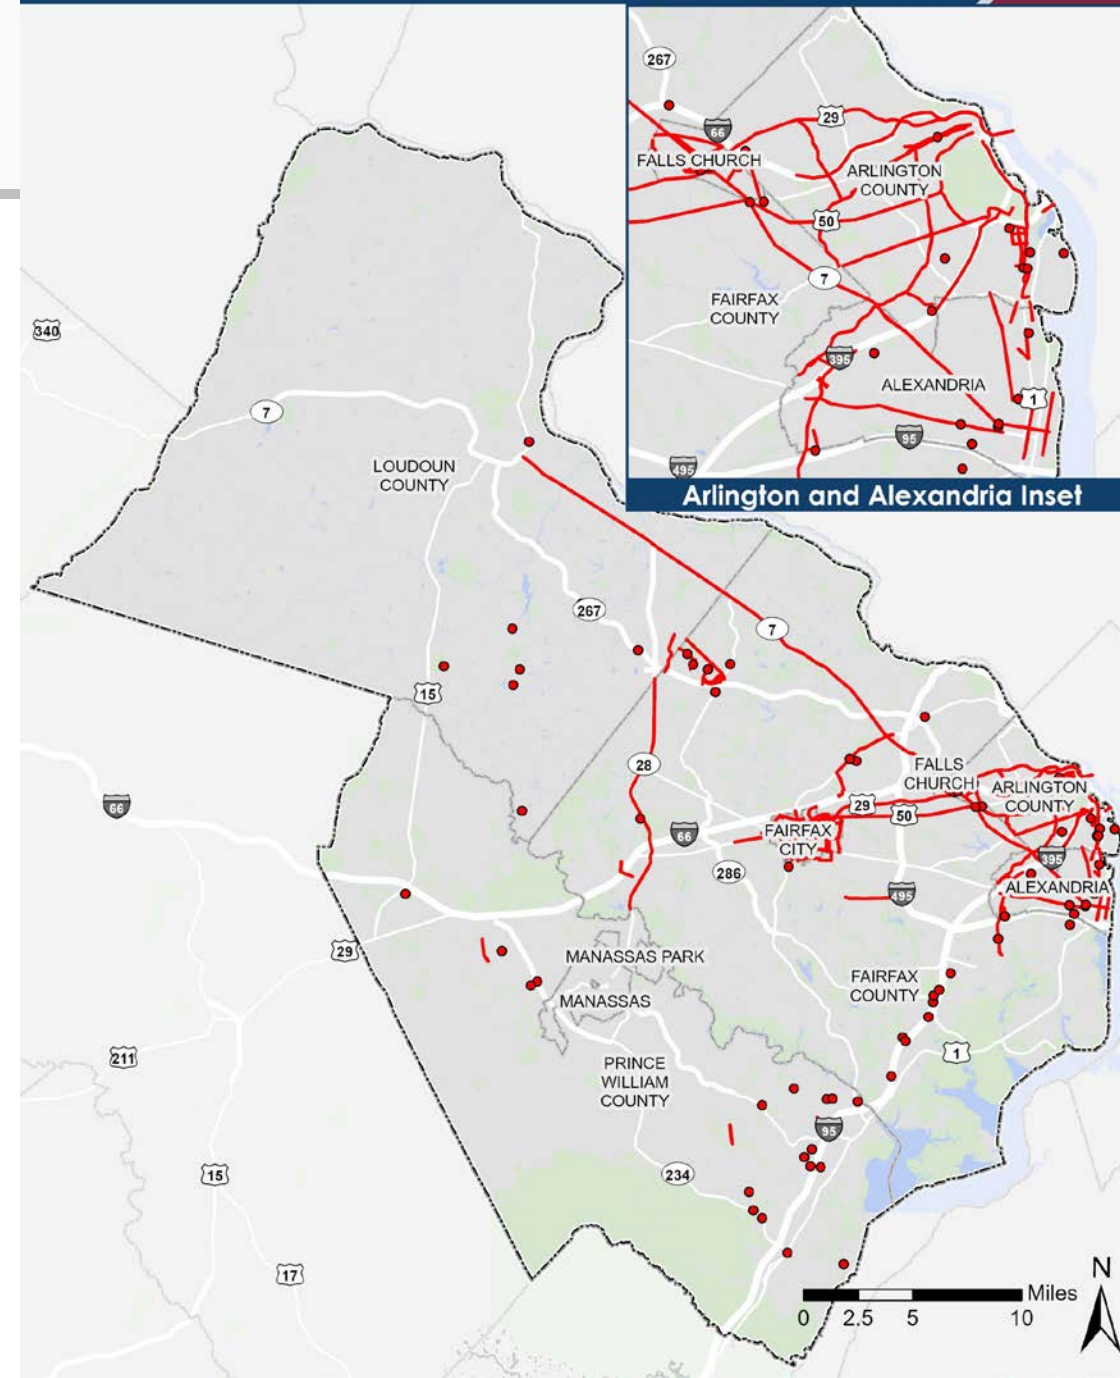 267
29
66
FALLS CHURCH
ARLINGTON
COUNTY
50
7
FAIRFAX
COUNTY
395
ALEXANDRIA
1
95
495
Arlington and Alexandria Inset
340
7
LOUDOUN
COUNTY
267
7
15
28
FALLS
CHURCH
ARLINGTON
COUNTY
29
50
66
66
FAIRFAX
CITY
395
286
495
ALEXANDRIA
29
MANASSAS PARK
FAIRFAX
COUNTY
MANASSAS
211
1
PRINCE
WILLIAM
COUNTY
95
15
234
17
N
Miles
0 2.5 5 10